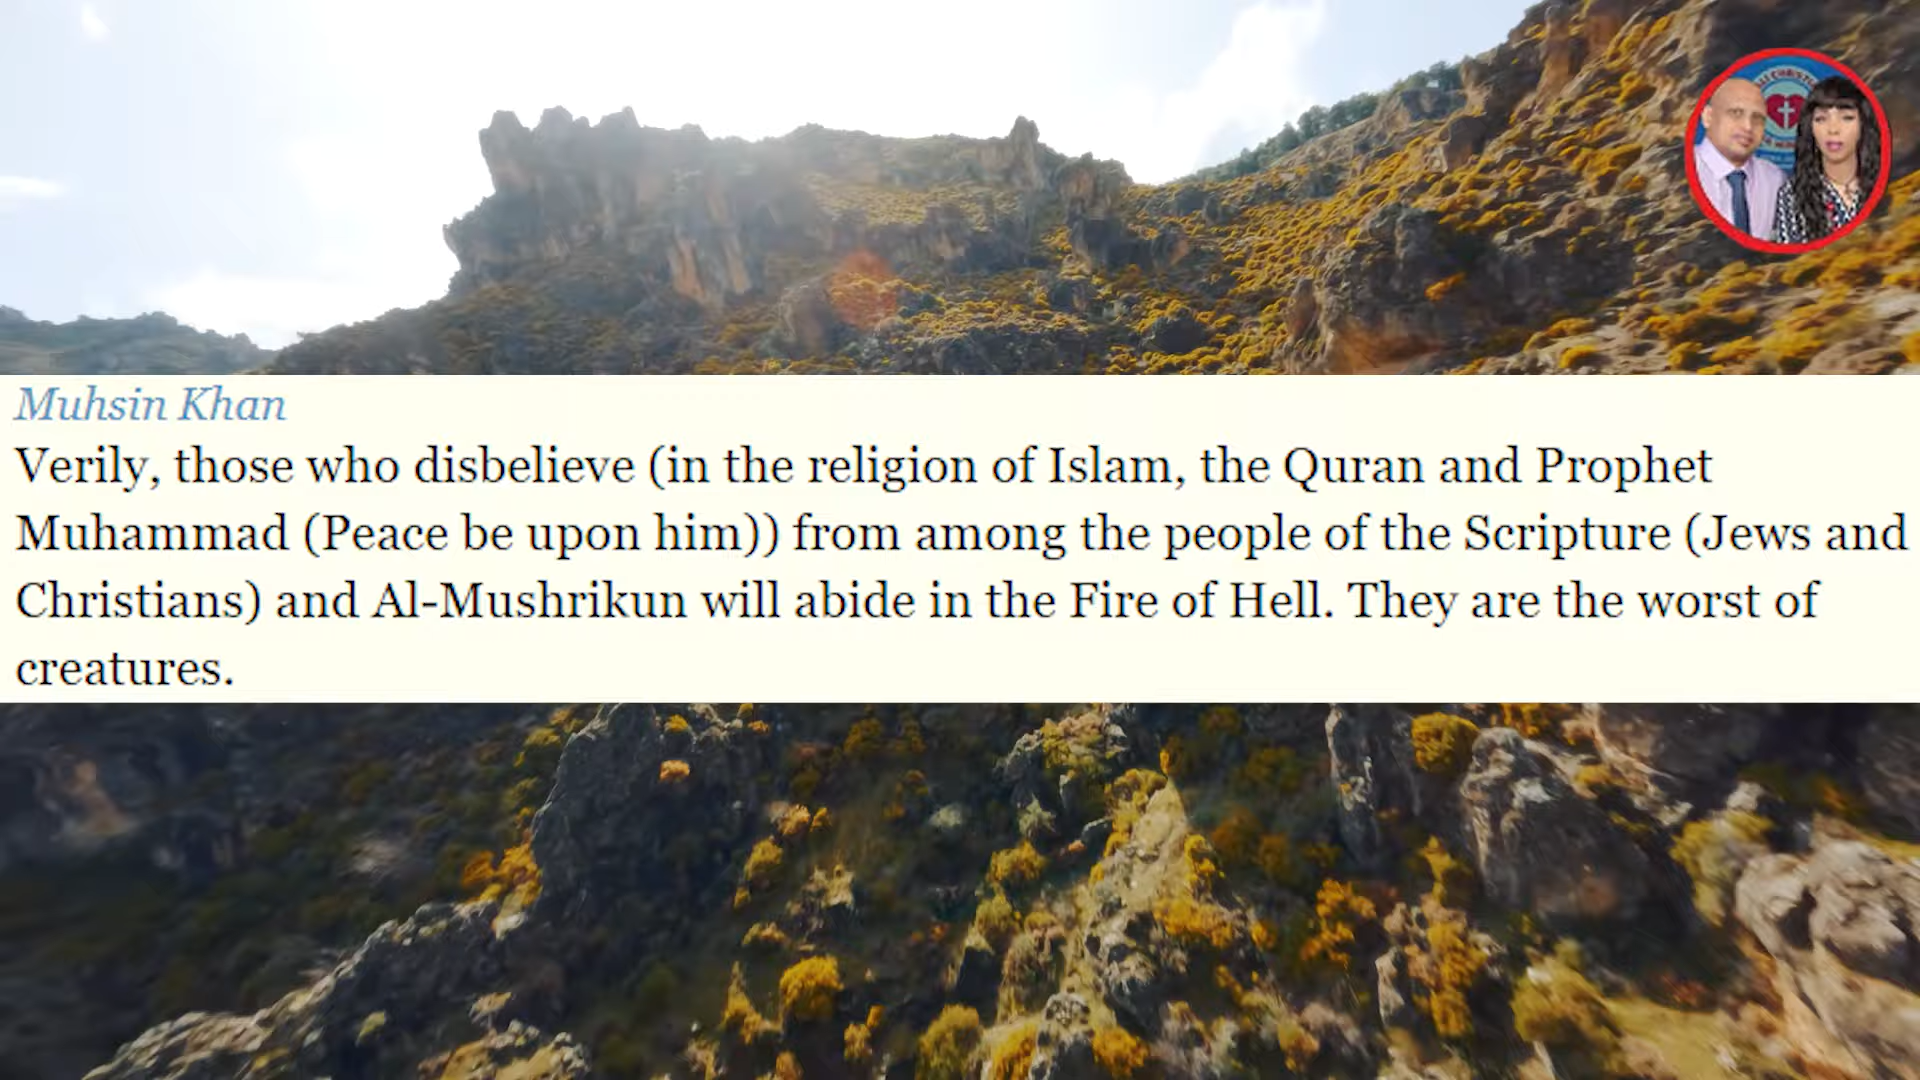 Muhsin Khan
Verily, those who disbelieve (in the religion of Islam, the Quran and Prophet
Muhammad (Peace be upon him)) from among the people of the Scripture (Jews and
Christians) and Al-Mushrikun will abide in the Fire of Hell. They are the worst of
creatures.